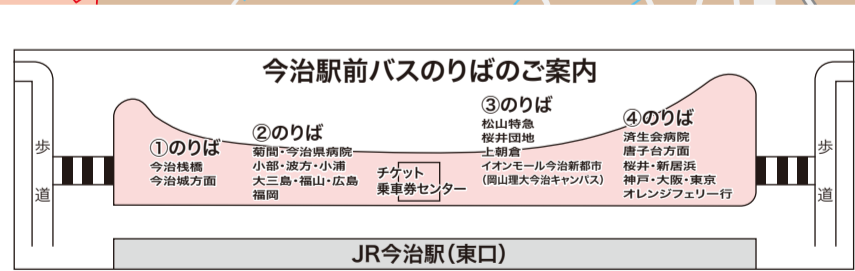 今治駅前バスのりばのご案内
①のりば
今治桟橋
今治城方面
②のりば
菊間・今治県病院
小部・波方・小浦
大三島・福山・広島
福岡
チケット
乗車券センター
③のりば
松山特急
桜井団地
上朝倉
イオンモール今治新都市
(岡山理大今治キャンパス)
④のりば
済生会病院
唐子台方面
桜井・新居浜
神戸・大阪・東京
オレンジフェリー行
歩道
歩道
JR今治駅(東口)